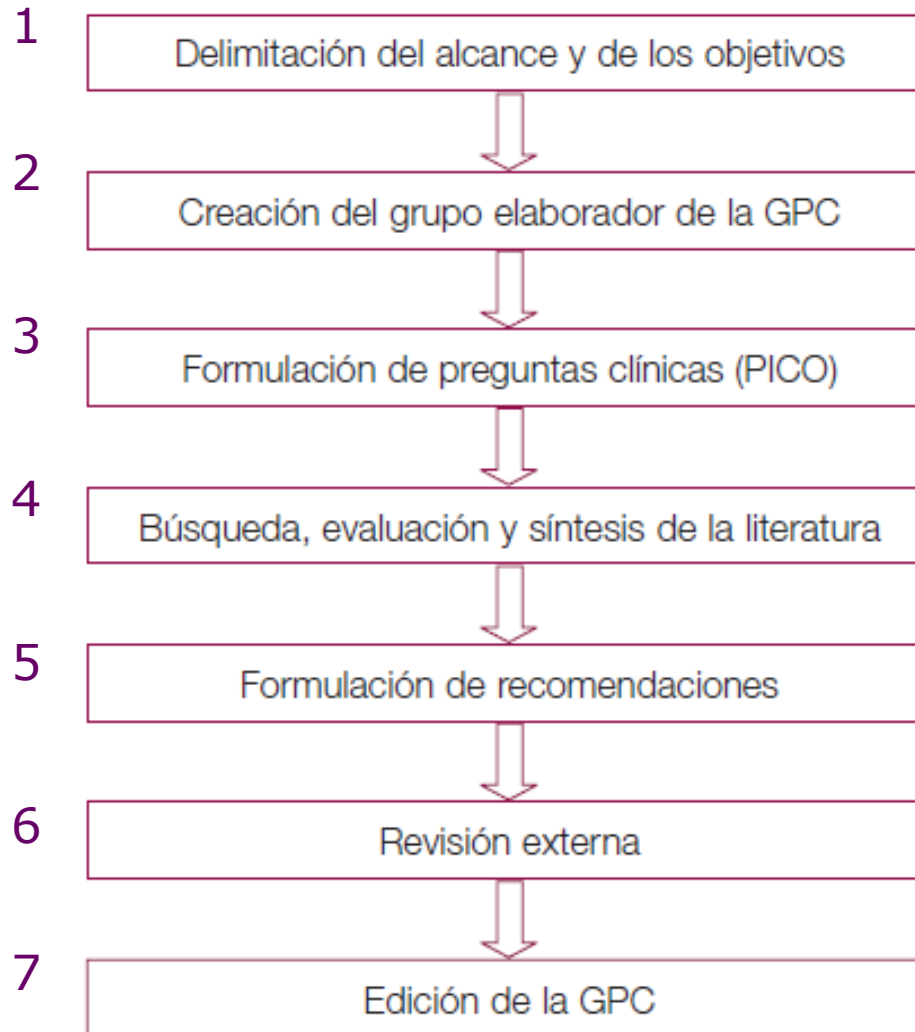 1
Delimitación del alcance y de los objetivos
2
Creación del grupo elaborador de la GPC
3
Formulación de preguntas clínicas (PICO)
4
Búsqueda, evaluación y síntesis de la literatura
5
Formulación de recomendaciones
6
Revisión externa
7
Edición de la GPC